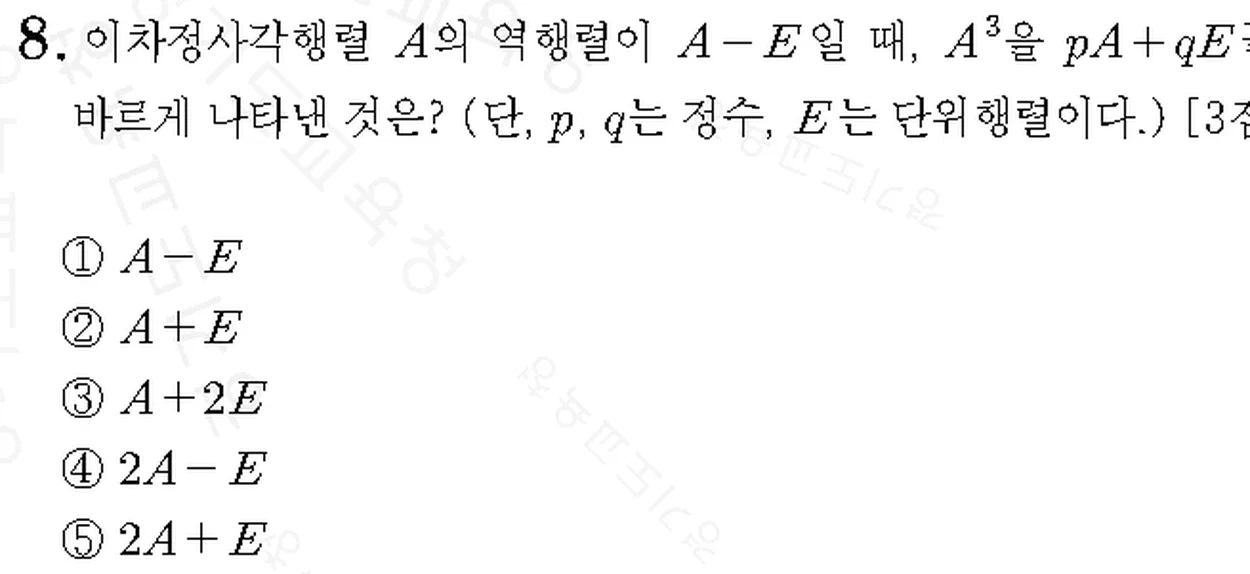 8. 이차정사각행렬 A의 역행렬이 A-E일 때, A³을 pA+qE
바르게 나타낸 것은? (단, p, q는 정수, E는 단위행렬이다.) [3
① A-E
② A+E
③ A+2E
④ 2A-E
⑤ 2A+E